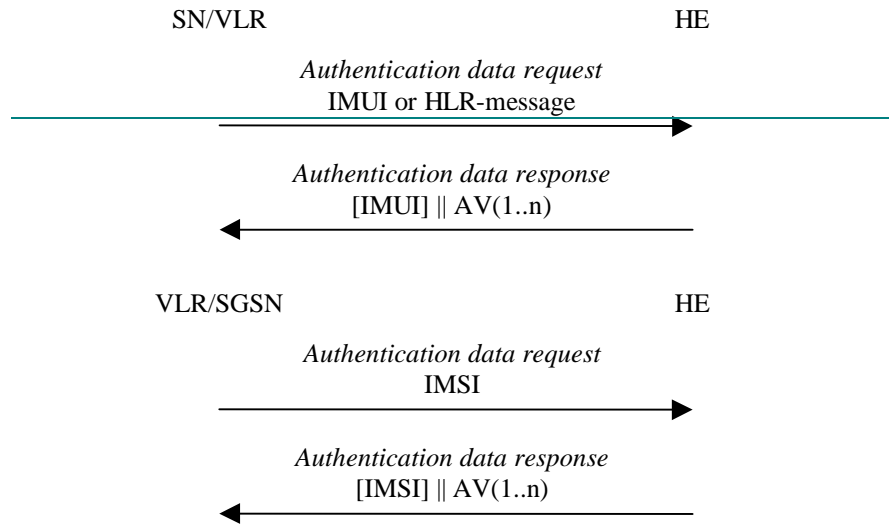 SN/VLR HE
Authentication data request
IMUI or HLR-message
Authentication data response
[IMUI] || AV(1..n)
VLR/SGSN HE
Authentication data request
IMSI
Authentication data response
[IMSI] || AV(1..n)